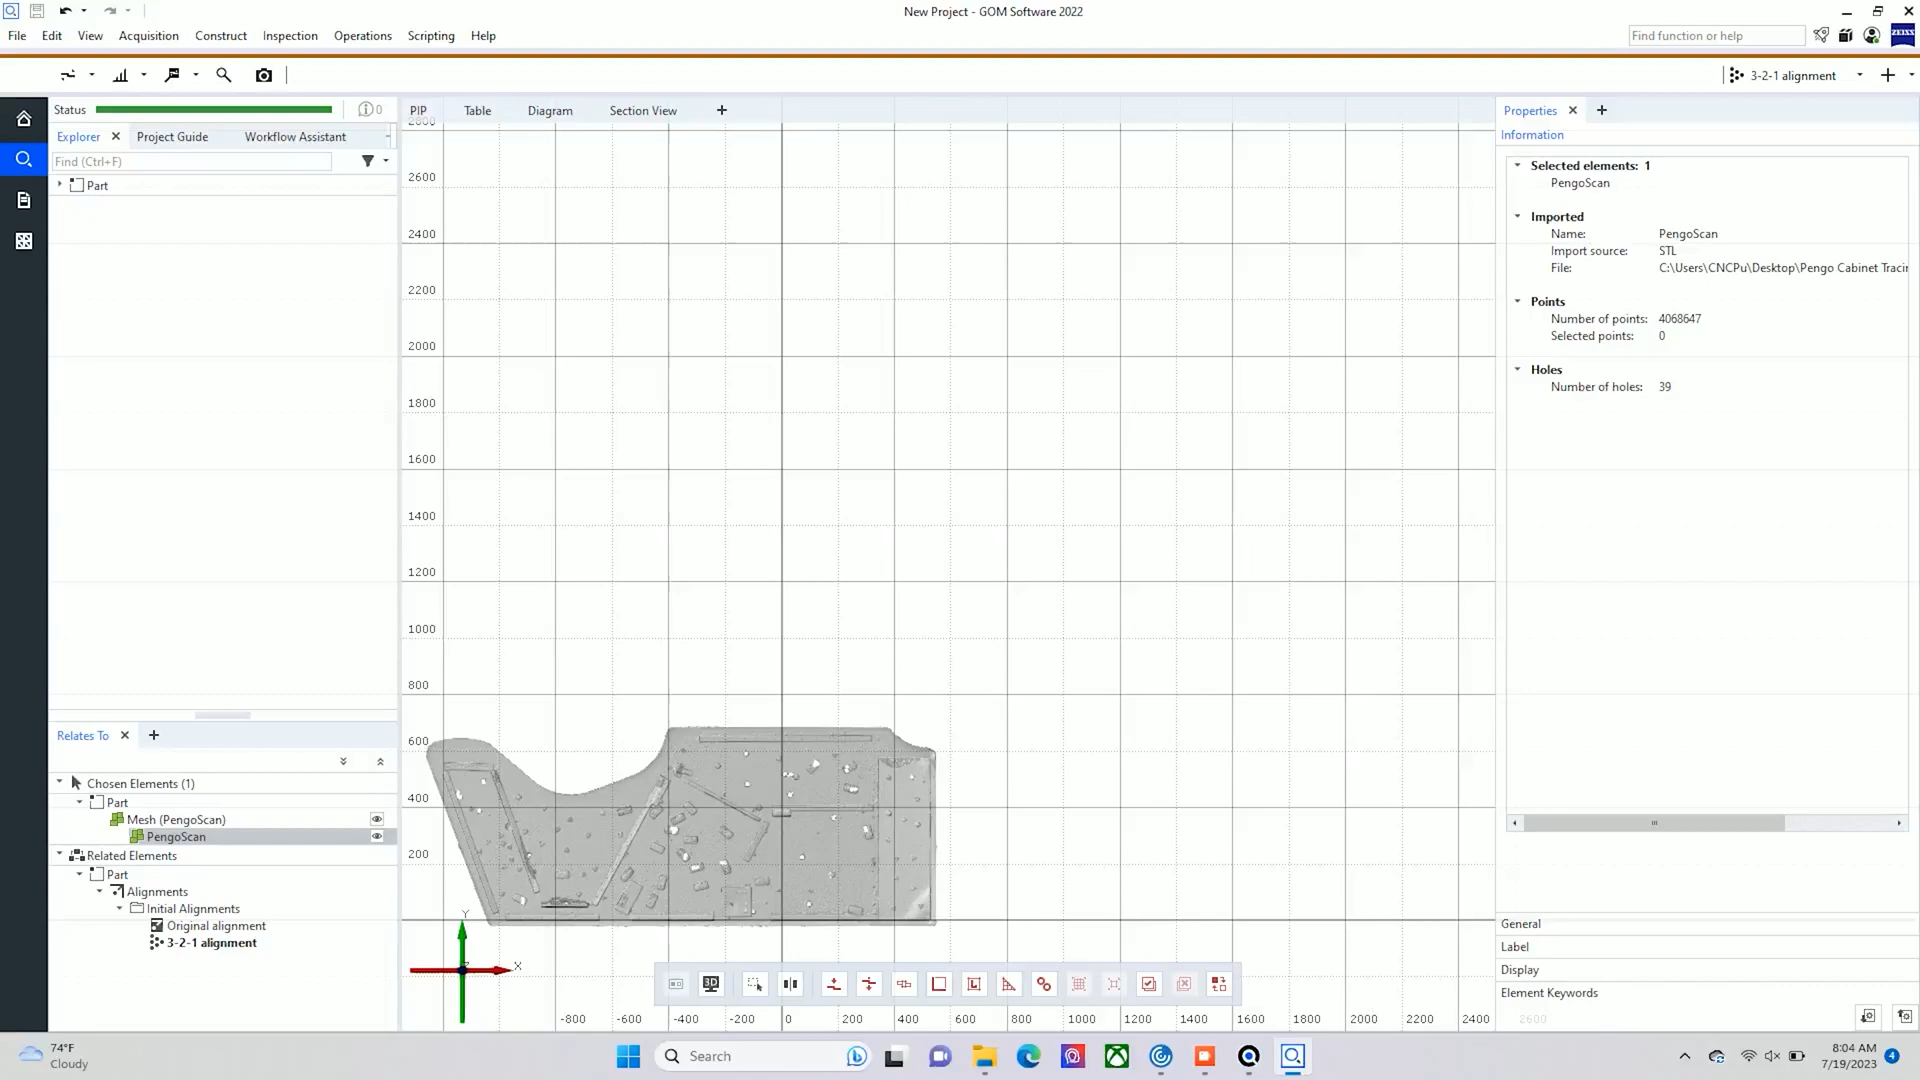 New Project - GOM Software 2022
File Edit View Acquisition Construct Inspection Operations Scripting Help
Find function or help
ZEISS
3-2-1 alignment
Status
0
PIP Table Diagram Section View
Properties
Explorer Project Guide Workflow Assistant
Information
Find (Ctrl+F)
Part
Selected elements: 1
PengoScan
Imported
Name: PengoScan
Import source: STL
File: C:\Users\CNCPu\Desktop\Pengo Cabinet Tracin
Points
Number of points: 4068647
Selected points: 0
Holes
Number of holes: 39
2800
2600
2400
2200
2000
1800
1600
1400
1200
1000
800
600
400
200
Y
X
-800 -600 -400 -200 0 200 400 600 800 1000 1200 1400 1600 1800 2000 2200 2400 2600
Relates To
Chosen Elements (1)
Part
Mesh (PengoScan)
PengoScan
Related Elements
Part
Alignments
Initial Alignments
Original alignment
3-2-1 alignment
3D
General
Label
Display
Element Keywords
74°F
Cloudy
Search
8:04 AM
7/19/2023
4